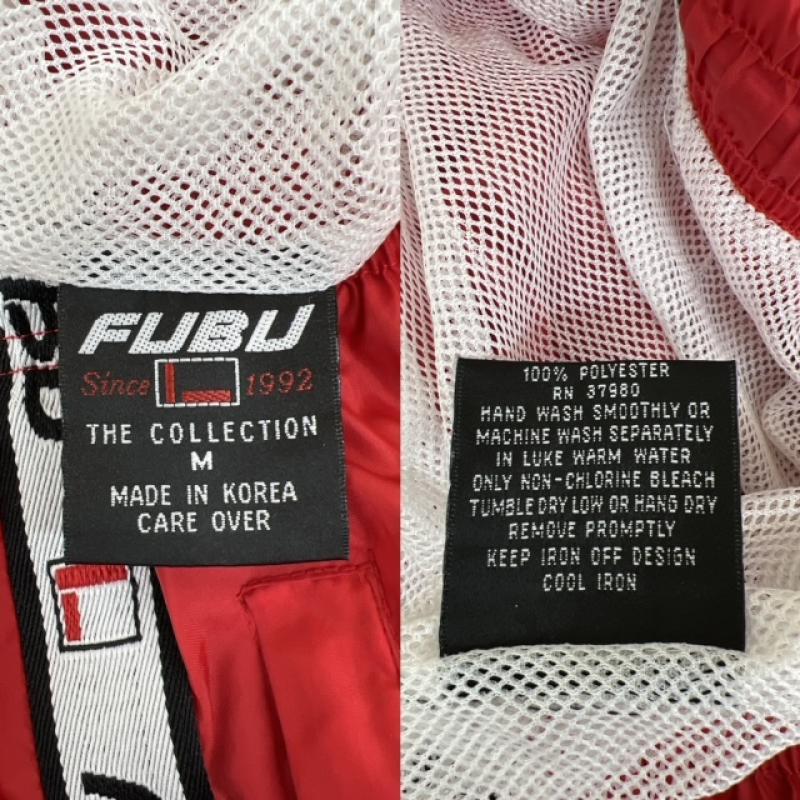 FUBU
Since 1992
THE COLLECTION
M
MADE IN KOREA
CARE OVER
100% POLYESTER
RN 37980
HAND WASH SMOOTHLY OR
MACHINE WASH SEPARATELY
IN LUKE WARM WATER
ONLY NON-CHLORINE BLEACH
TUMBLE DRY LOW OR HANG DRY
REMOVE PROMPTLY
KEEP IRON OFF DESIGN
COOL IRON